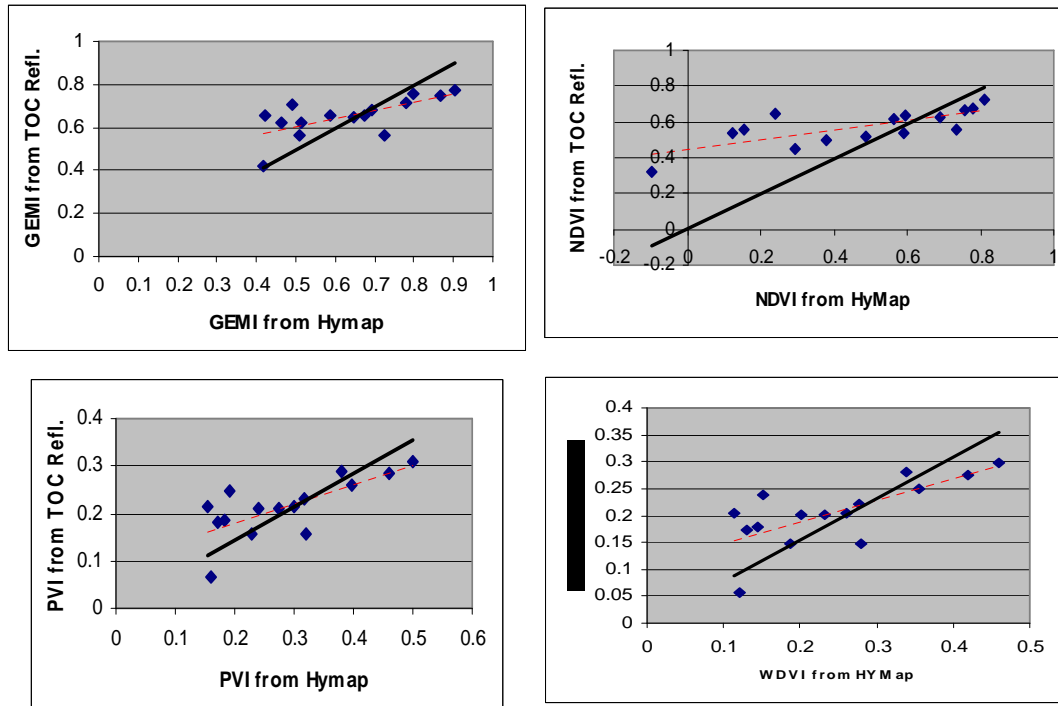 GEMI from TOC Refl.
1
0.8
0.6
0.4
0.2
0
0 0.1 0.2 0.3 0.4 0.5 0.6 0.7 0.8 0.9 1
GEMI from Hymap
NDVI from TOC Refl.
1
0.8
0.6
0.4
0.2
0
-0.2
-0.2 0 0.2 0.4 0.6 0.8 1
NDVI from HyMap
PVI from TOC Refl.
0.4
0.3
0.2
0.1
0
0 0.1 0.2 0.3 0.4 0.5 0.6
PVI from Hymap
0.4
0.35
0.3
0.25
0.2
0.15
0.1
0.05
0
0 0.1 0.2 0.3 0.4 0.5
WDVI from HYMap